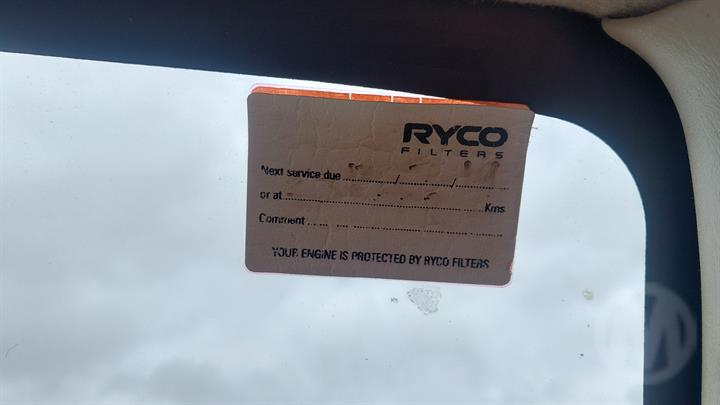 RYCO
FILTERS
Next service due ............/............/............
or at ............................................ Kms
Comment ............................................
YOUR ENGINE IS PROTECTED BY RYCO FILTERS